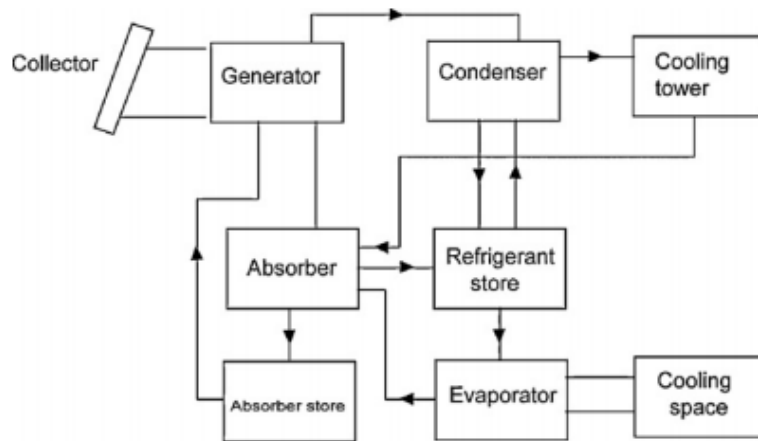 Collector
Generator
Condenser
Cooling
tower
Absorber
Refrigerant
store
Absorber store
Evaporator
Cooling
space